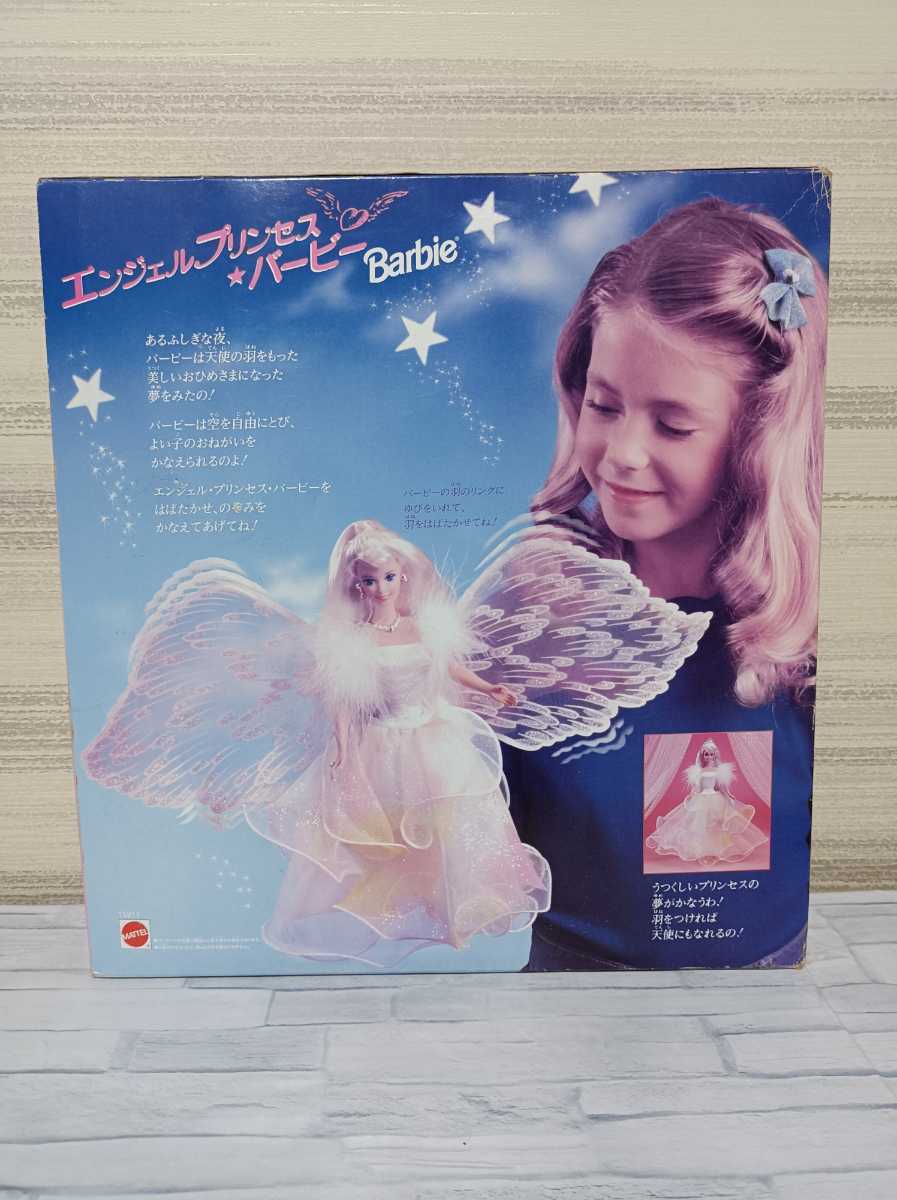 エンジェルプリンセス
★バービー Barbie®
あるふしぎな夜、
バービーは天使の羽をもった
美しいおひめさまになった
夢をみたの！
バービーは空を自由にとび、
よい子のおねがいを
かなえられるのよ！
エンジェル・プリンセス・バービーを
はばたかせ、のぞみを
かなえてあげてね！
バービーの羽のリングに
ゆびをいれて、
羽をはばたかせてね！
うつくしいプリンセスの
夢がかなうわ！
羽をつければ
天使にもなれるの！
MATTEL